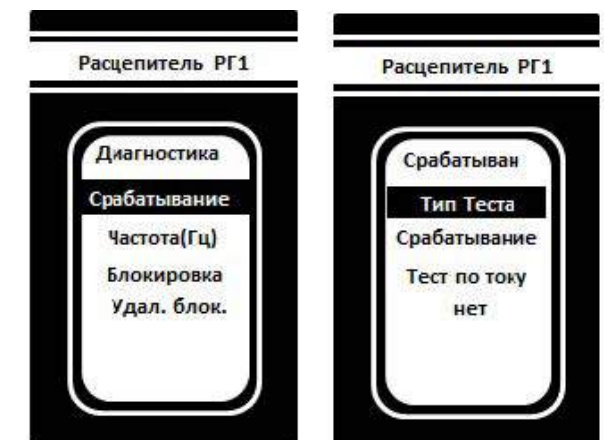 Расцепитель РГ1
Диагностика
Срабатывание
Частота(Гц)
Блокировка
Удал. блок.
Расцепитель РГ1
Срабатыван
Тип Теста
Срабатывание
Тест по току
нет